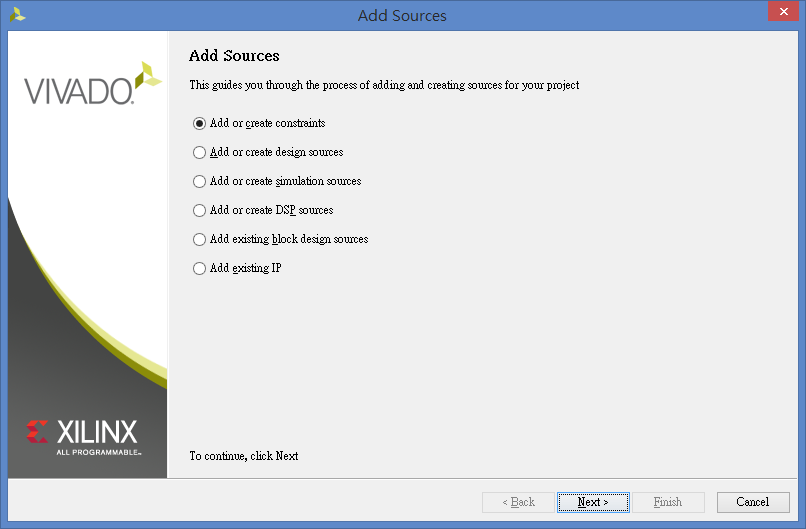 Add Sources
VIVADO.
Add Sources
This guides you through the process of adding and creating sources for your project
Add or create constraints
Add or create design sources
Add or create simulation sources
Add or create DSP sources
Add existing block design sources
Add existing IP
XILINX
ALL PROGRAMMABLE™
To continue, click Next
< Back
Next >
Finish
Cancel